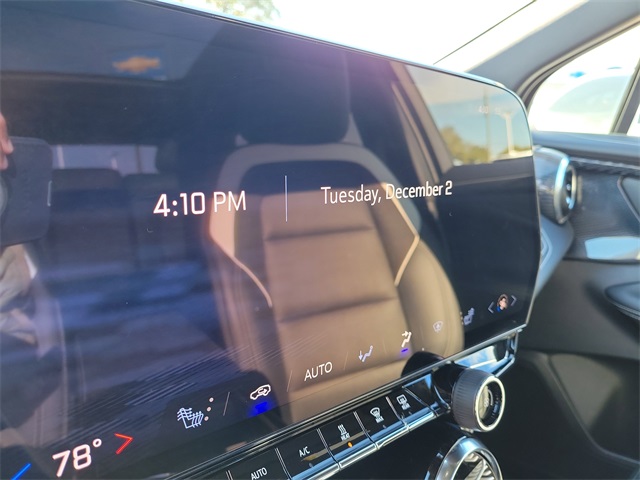 4:10 PM
Tuesday, December 2
AUTO
78°
AUTO
A/C